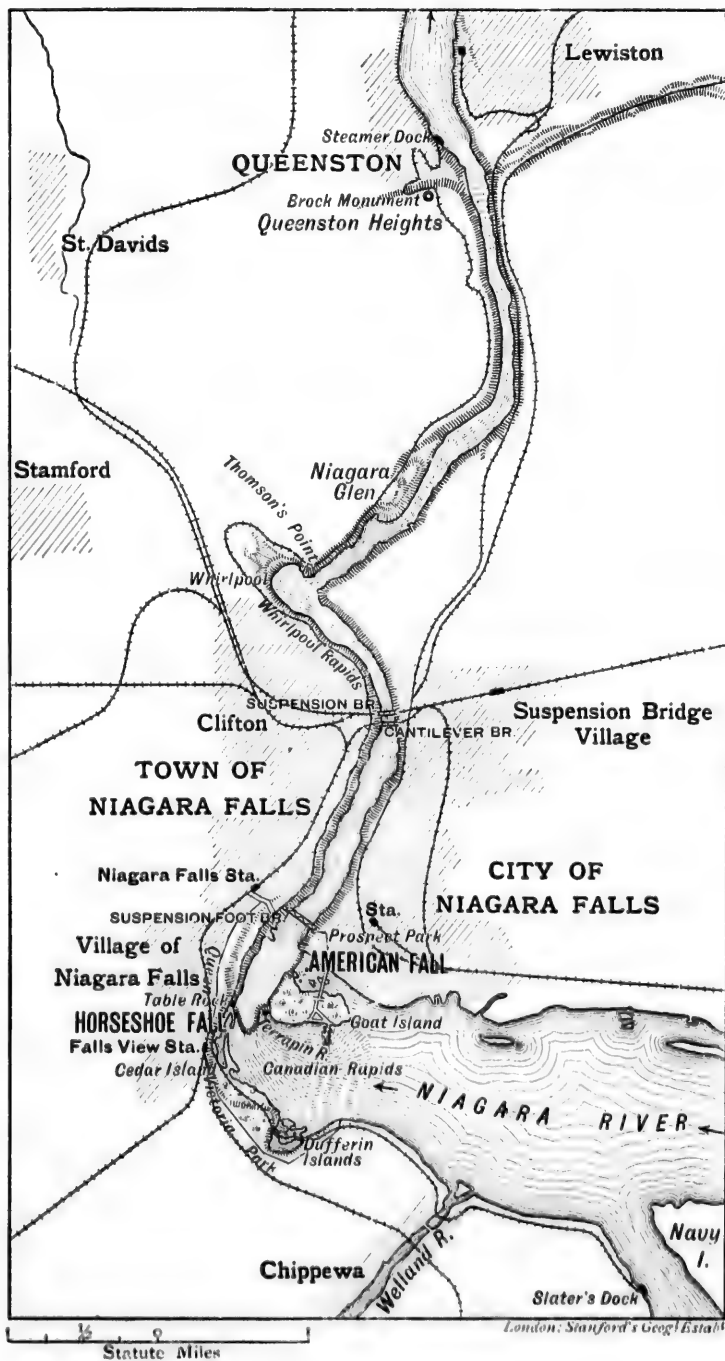 Lewiston
Steamer Dock
QUEENSTON
Brock Monument
Queenston Heights
St. Davids
Stamford
Niagara
Glen
Thomson's Point
Whirlpool
Whirlpool Rapids
SUSPENSION BR.
Clifton
CANTILEVER BR.
Suspension Bridge
Village
TOWN OF
NIAGARA FALLS
CITY OF
NIAGARA FALLS
Niagara Falls Sta.
SUSPENSION FOOT BR.
Sta.
Prospect Park
Village of
Niagara Falls
AMERICAN FALL
Table Rock
HORSESHOE FALL
Goat Island
Terrapin R.
Falls View Sta.
Cedar Island
Canadian Rapids
NIAGARA RIVER
Queen Victoria Park
Dufferin
Islands
Navy
I.
Chippewa
Welland R.
Slater's Dock
London: Stanford's Geogl. Estabt.
Statute Miles